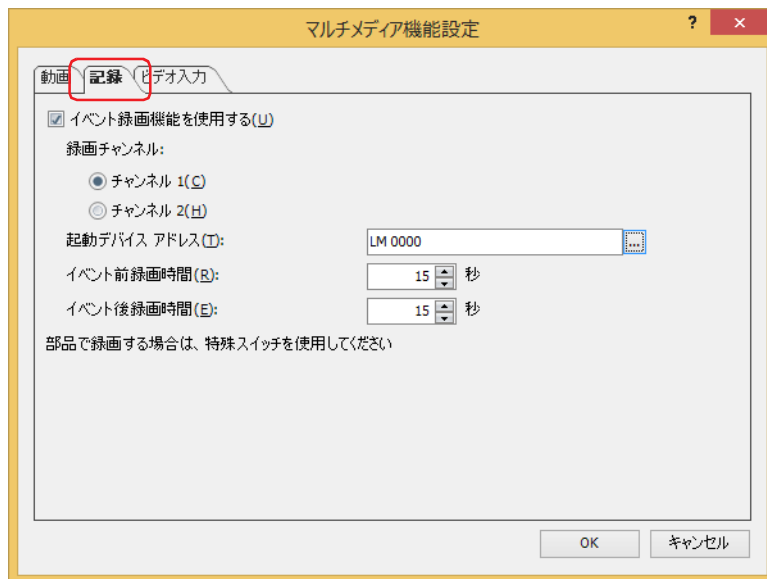 マルチメディア機能設定
?
×
動画 記録 ビデオ入力
イベント録画機能を使用する(U)
録画チャンネル:
チャンネル 1(C)
チャンネル 2(H)
起動デバイス アドレス(T): LM 0000 ...
イベント前録画時間(R): 15 秒
イベント後録画時間(E): 15 秒
部品で録画する場合は、特殊スイッチを使用してください
OK キャンセル